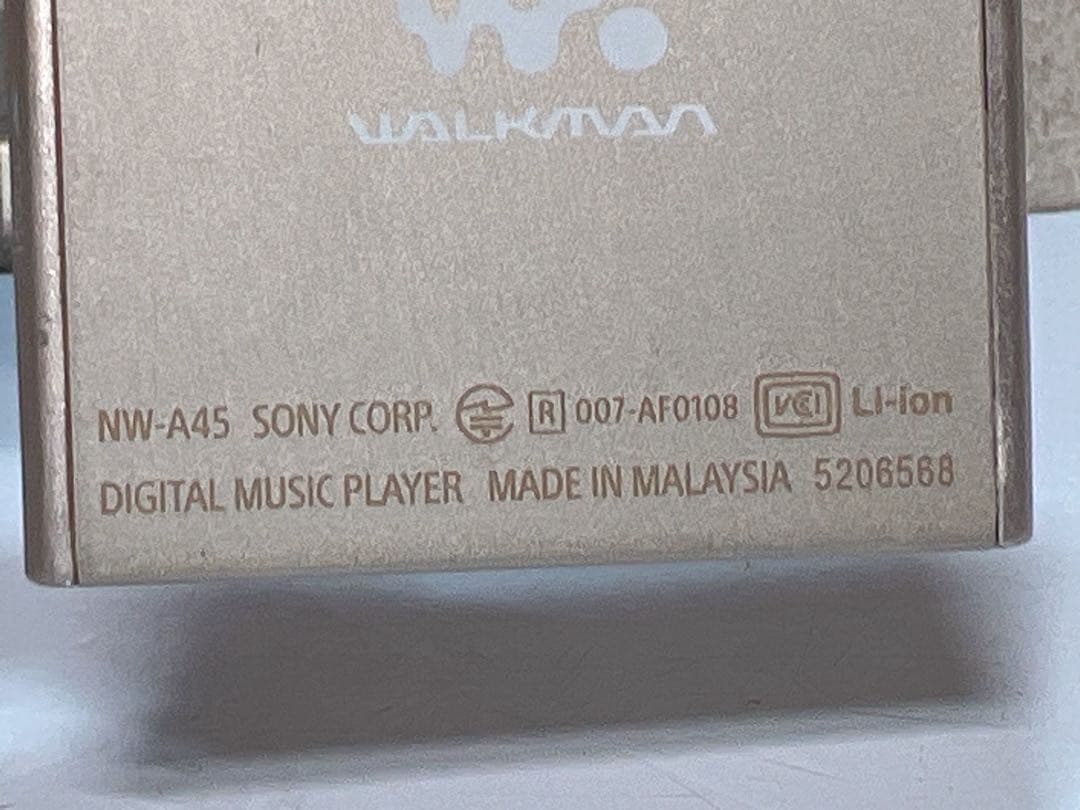 WALKMAN
NW-A45 SONY CORP. R 007-AF0108 VCI Li-ion
DIGITAL MUSIC PLAYER MADE IN MALAYSIA 5206568